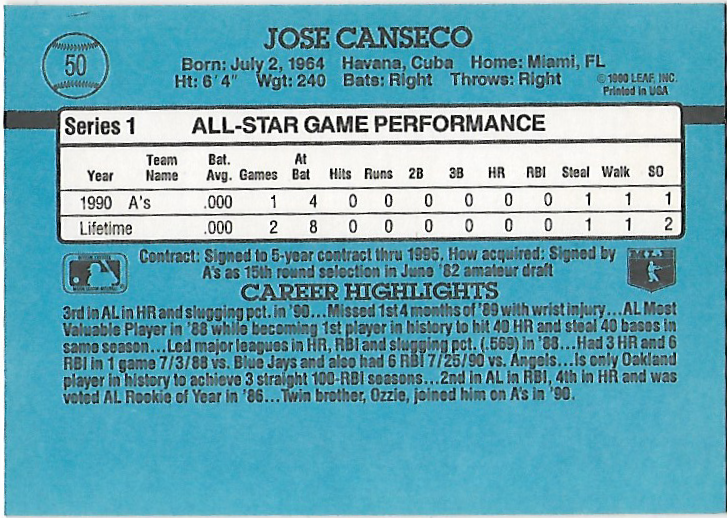 50
JOSE CANSECO
Born: July 2, 1964 Havana, Cuba Home: Miami, FL
Ht: 6'4" Wgt: 240 Bats: Right Throws: Right
© 1990 LEAF, INC.
Printed in USA
Series 1 ALL-STAR GAME PERFORMANCE
Year Team Name Bat. Avg. Games At Bat Hits Runs 2B 3B HR RBI Steal Walk SO
1990 A's .000 1 4 0 0 0 0 0 0 1 1 1
Lifetime .000 2 8 0 0 0 0 0 0 1 1 2
Contract: Signed to 5-year contract thru 1995, How acquired: Signed by
A's as 15th round selection in June '82 amateur draft
CAREER HIGHLIGHTS
3rd in AL in HR and slugging pct. in '90...Missed 1st 4 months of '89 with wrist injury...AL Most
Valuable Player in '88 while becoming 1st player in history to hit 40 HR and steal 40 bases in
same season...Led major leagues in HR, RBI and slugging pct. (.569) in '88...Had 3 HR and 6
RBI in 1 game 7/3/88 vs. Blue Jays and also had 6 RBI 7/25/90 vs. Angels...Is only Oakland
player in history to achieve 3 straight 100-RBI seasons...2nd in AL in RBI, 4th in HR and was
voted AL Rookie of Year in '86...Twin brother, Ozzie, joined him on A's in '90.